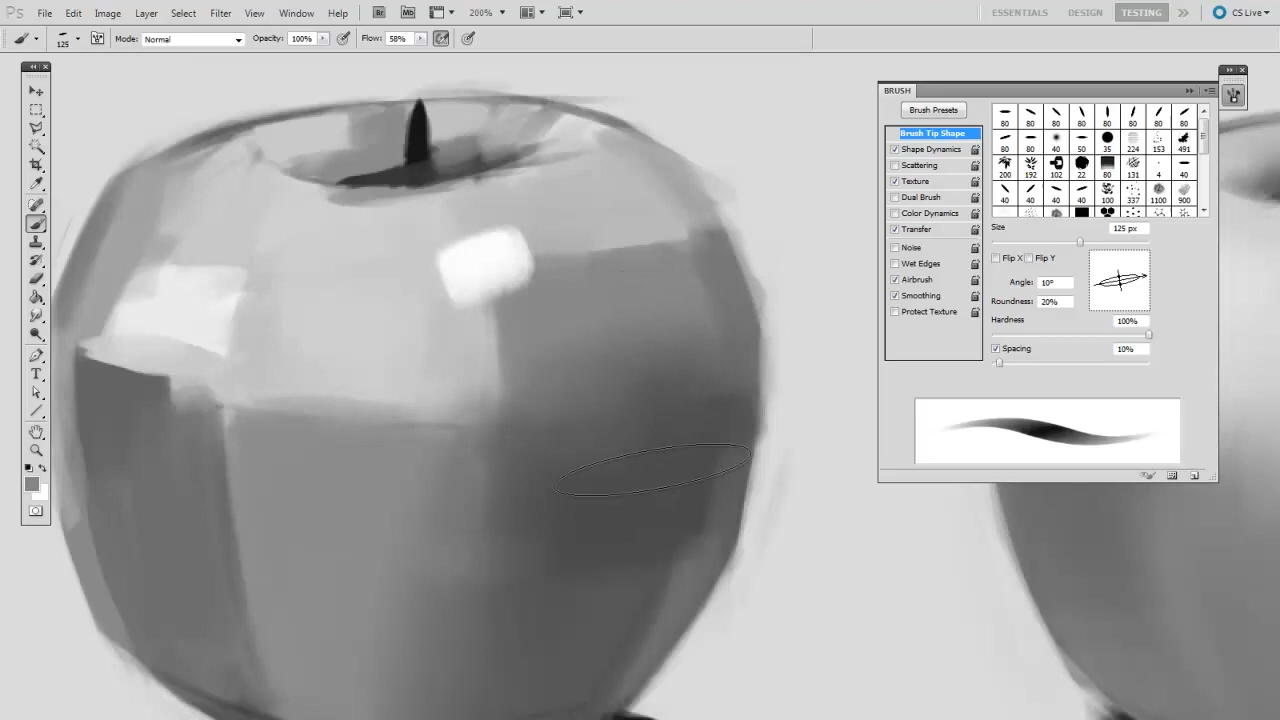 Ps File Edit Image Layer Select Filter View Window Help Br Mb 200% ESSENTIALS DESIGN TESTING CS Live
125 Mode: Normal Opacity: 100% Flow: 58%
BRUSH
Brush Presets
Brush Tip Shape
Shape Dynamics
Scattering
Texture
Dual Brush
Color Dynamics
Transfer
Noise
Wet Edges
Airbrush
Smoothing
Protect Texture
80 80 80 80 80 80 80 80
80 80 40 50 35 224 153 491
200 192 102 22 80 131 4 40
40 40 40 40 100 337 1100 900
Size 125 px
Flip X Flip Y
Angle: 10°
Roundness: 20%
Hardness 100%
Spacing 10%
T